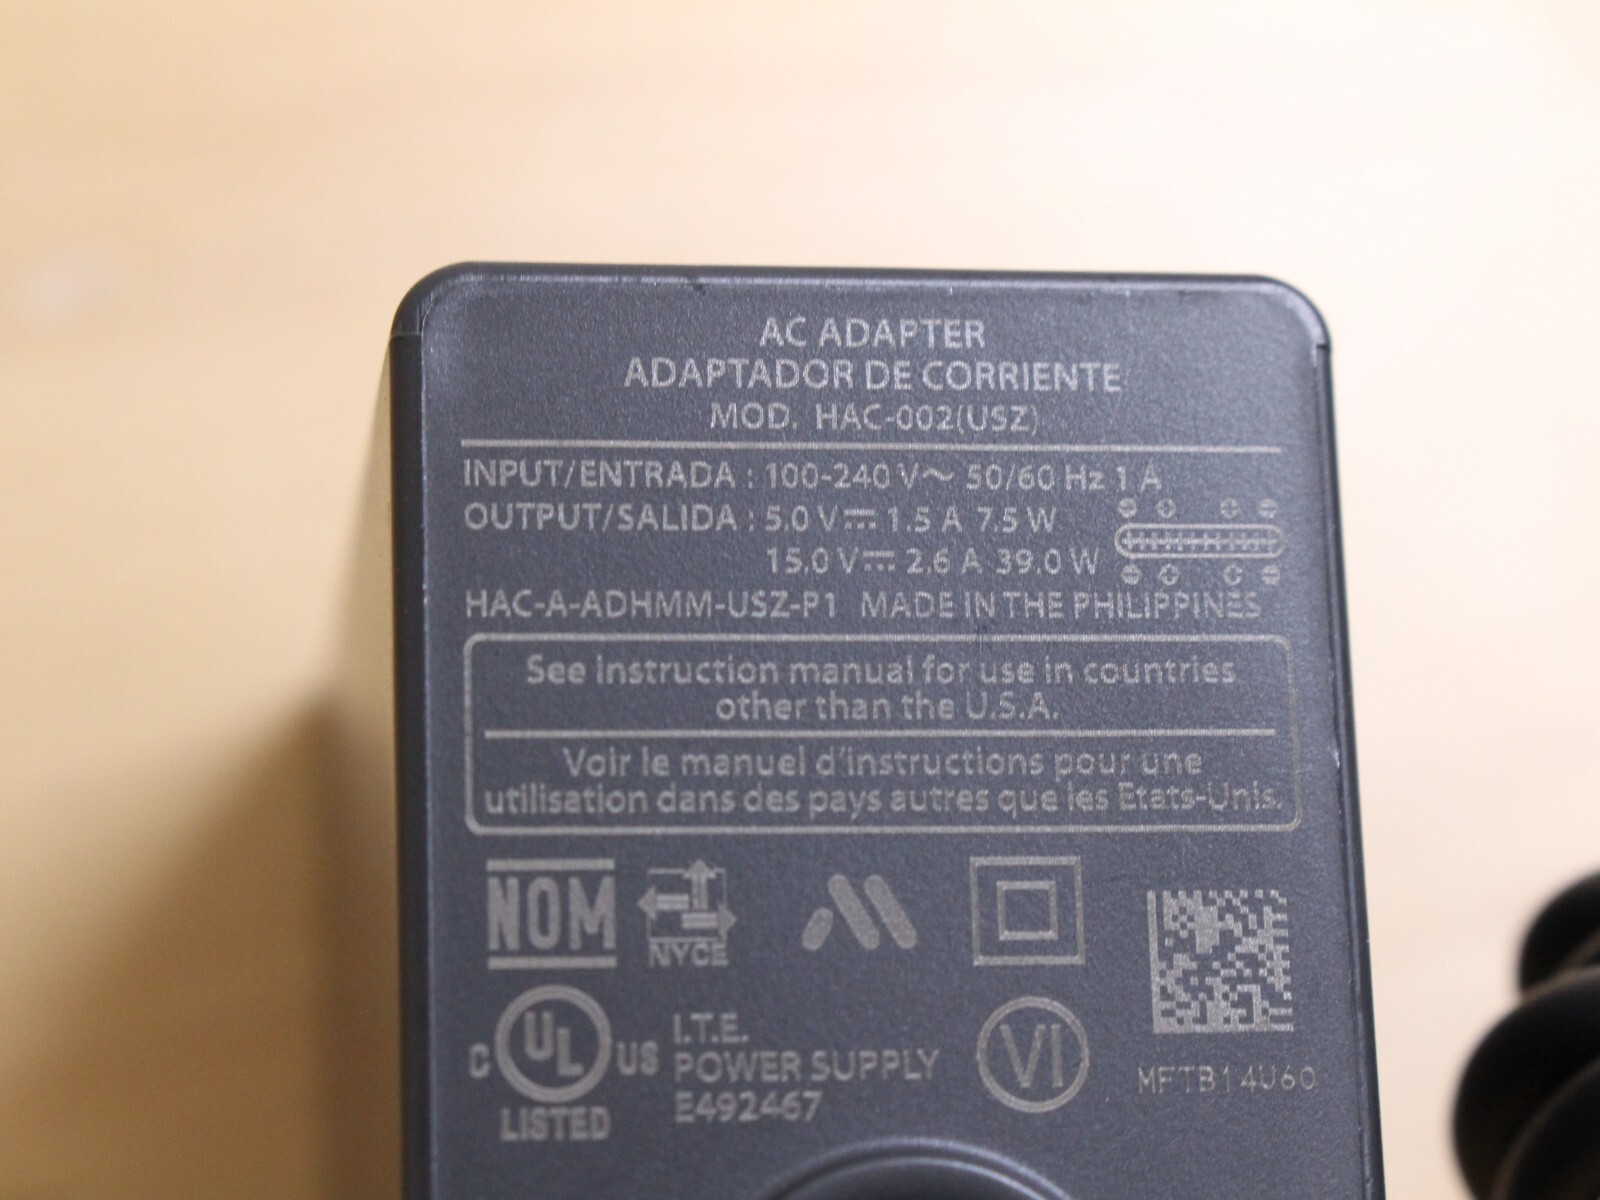 AC ADAPTER
ADAPTADOR DE CORRIENTE
MOD. HAC-002(USZ)
INPUT/ENTRADA : 100-240 V~ 50/60 Hz 1 A
OUTPUT/SALIDA : 5.0 V⎓ 1.5 A 7.5 W
15.0 V⎓ 2.6 A 39.0 W
HAC-A-ADHMM-USZ-P1 MADE IN THE PHILIPPINES
See instruction manual for use in countries
other than the U.S.A.
Voir le manuel d'instructions pour une
utilisation dans des pays autres que les Etats-Unis.
NOM
NYCE
C UL US
LISTED
I.T.E.
POWER SUPPLY
E492467
VI
MFTB14U60